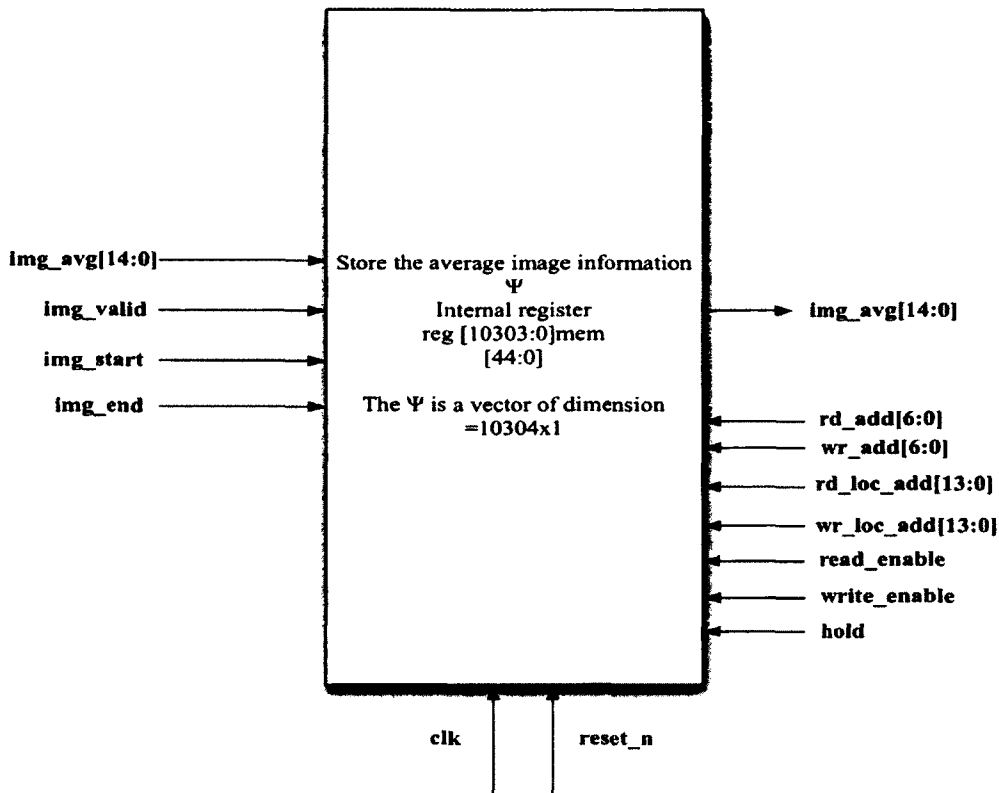 img_avg[14:0]
img_valid
img_start
img_end
Store the average image information
Ψ
Internal register
reg [10303:0]mem
[44:0]
The Ψ is a vector of dimension
=10304x1
img_avg[14:0]
rd_add[6:0]
wr_add[6:0]
rd_loc_add[13:0]
wr_loc_add[13:0]
read_enable
write_enable
hold
clk
reset_n